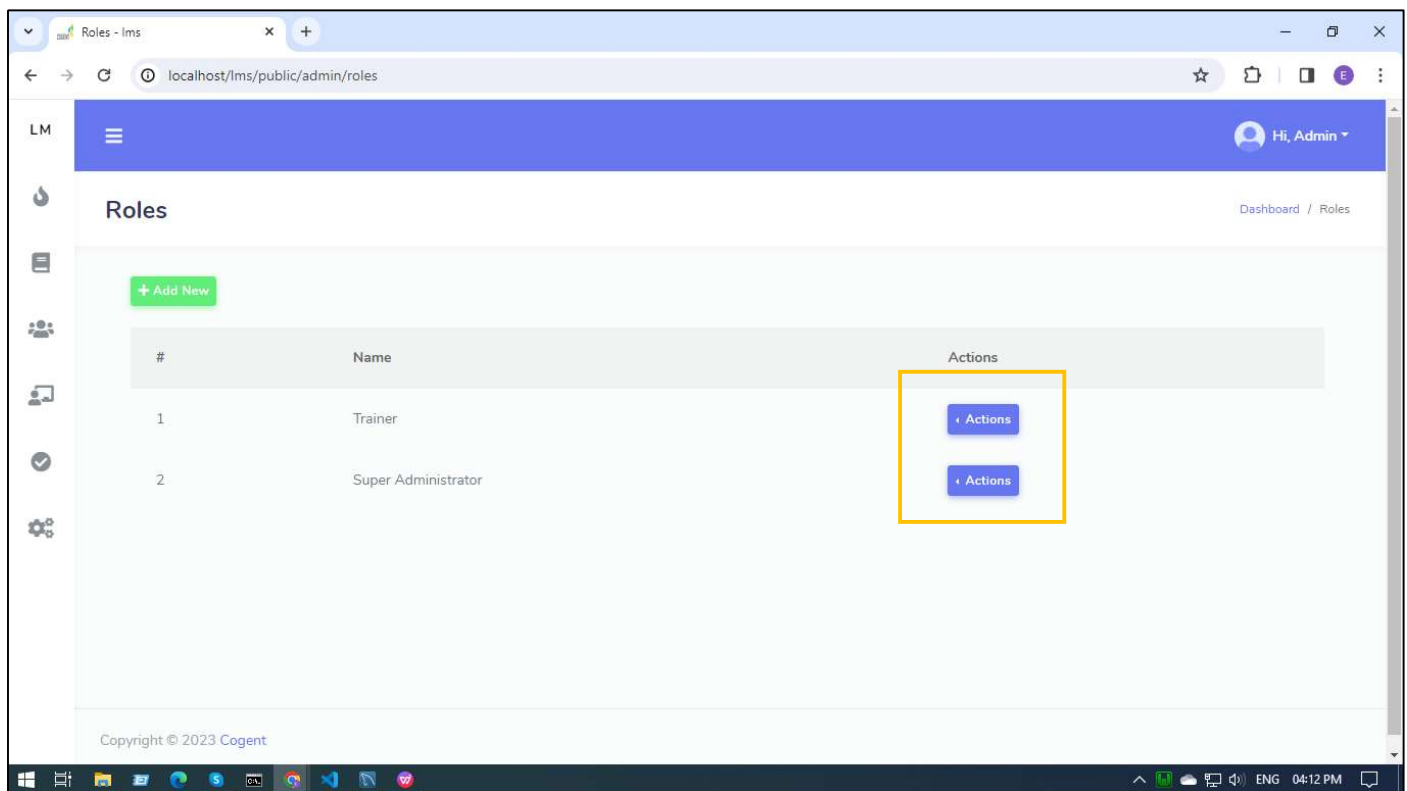 Roles - lms
localhost/lms/public/admin/roles
E
LM
Hi, Admin
Roles
Dashboard / Roles
+ Add New
# Name Actions
1 Trainer Actions
2 Super Administrator Actions
Copyright © 2023 Cogent
ENG 04:12 PM